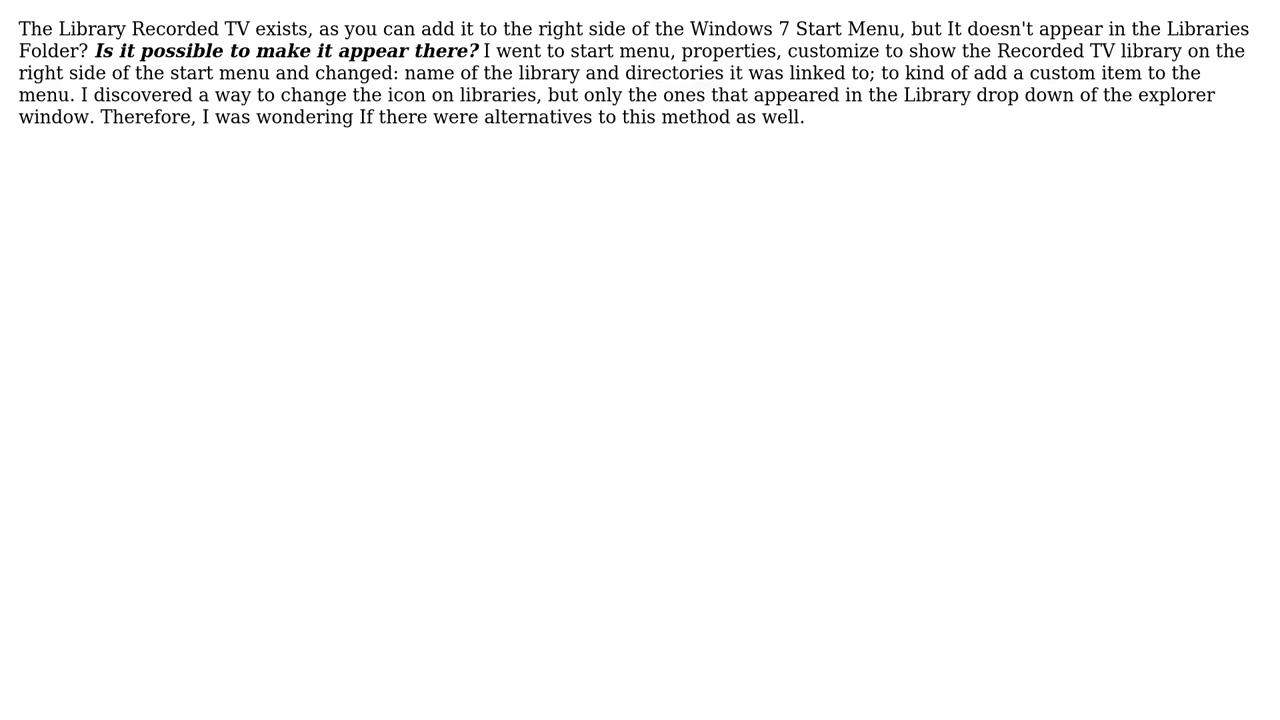 The Library Recorded TV exists, as you can add it to the right side of the Windows 7 Start Menu, but It doesn't appear in the Libraries
Folder? Is it possible to make it appear there? I went to start menu, properties, customize to show the Recorded TV library on the
right side of the start menu and changed: name of the library and directories it was linked to; to kind of add a custom item to the
menu. I discovered a way to change the icon on libraries, but only the ones that appeared in the Library drop down of the explorer
window. Therefore, I was wondering If there were alternatives to this method as well.